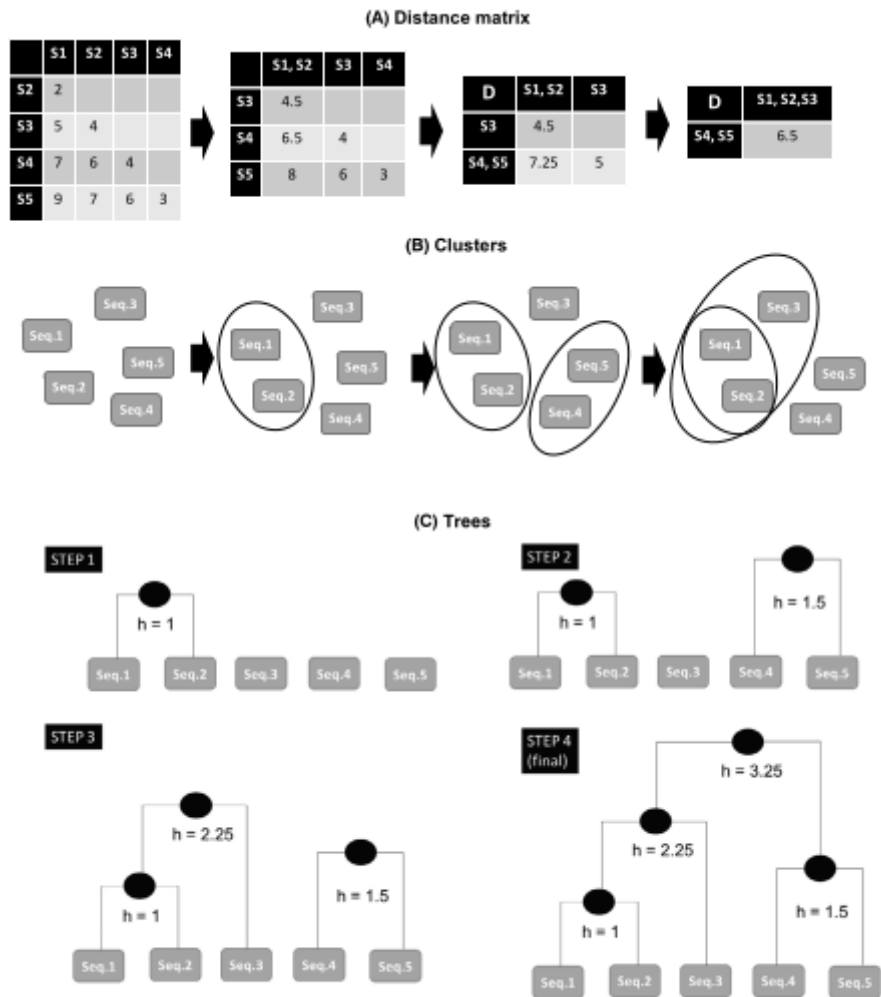 (A) Distance matrix
S1 S2 S3 S4
S2 2
S3 5 4
S4 7 6 4
S5 9 7 6 3
S1, S2 S3 S4
S3 4.5
S4 6.5 4
S5 8 6 3
D S1, S2 S3
S3 4.5
S4, S5 7.25 5
D S1, S2,S3
S4, S5 6.5
(B) Clusters
Seq.1 Seq.3 Seq.2 Seq.5 Seq.4
Seq.1 Seq.3 Seq.2 Seq.5 Seq.4
Seq.1 Seq.3 Seq.2 Seq.5 Seq.4
Seq.1 Seq.3 Seq.2 Seq.5 Seq.4
(C) Trees
STEP 1
h = 1
Seq.1 Seq.2 Seq.3 Seq.4 Seq.5
STEP 2
h = 1
h = 1.5
Seq.1 Seq.2 Seq.3 Seq.4 Seq.5
STEP 3
h = 2.25
h = 1
h = 1.5
Seq.1 Seq.2 Seq.3 Seq.4 Seq.5
STEP 4
(final)
h = 3.25
h = 2.25
h = 1
h = 1.5
Seq.1 Seq.2 Seq.3 Seq.4 Seq.5